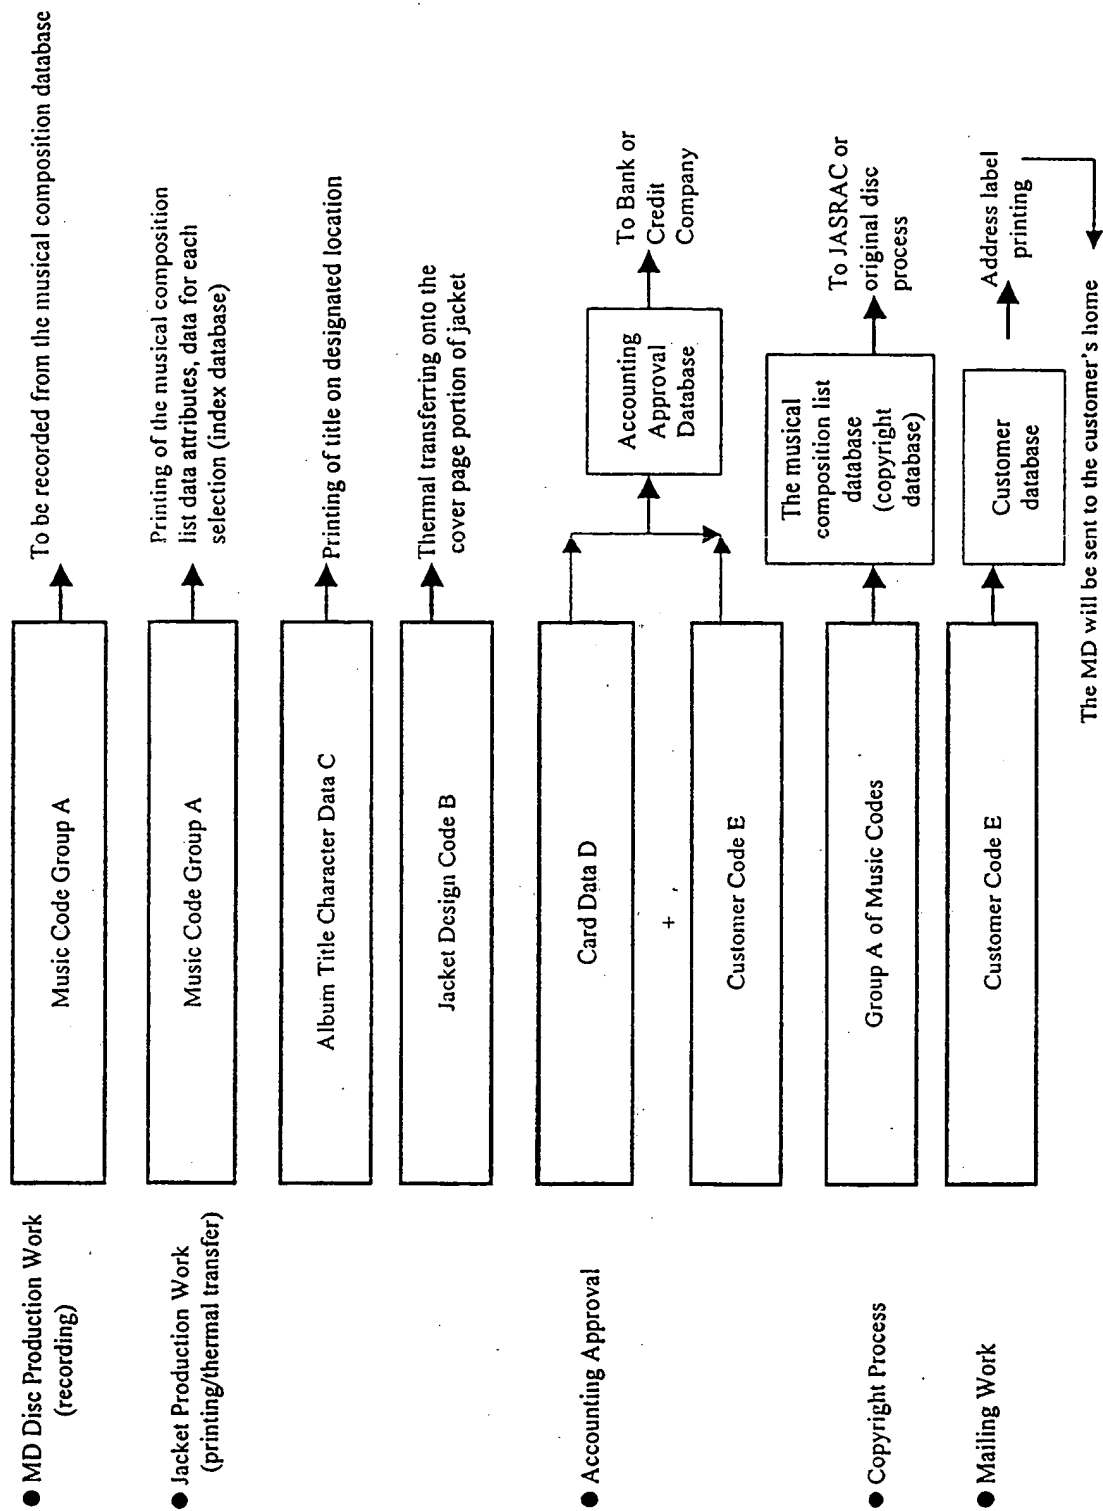 ● MD Disc Production Work
(recording)
Music Code Group A
To be recorded from the musical composition database
● Jacket Production Work
(printing/thermal transfer)
Music Code Group A
Printing of the musical composition
list data attributes, data for each
selection (index database)
Album Title Character Data C
Printing of title on designated location
Jacket Design Code B
Thermal transferring onto the
cover page portion of jacket
● Accounting Approval
Card Data D
+
Customer Code E
Accounting
Approval
Database
To Bank or
Credit
Company
● Copyright Process
Group A of Music Codes
The musical
composition list
database
(copyright
database)
To JASRAC or
original disc
process
● Mailing Work
Customer Code E
Customer
database
Address label
printing
The MD will be sent to the customer's home